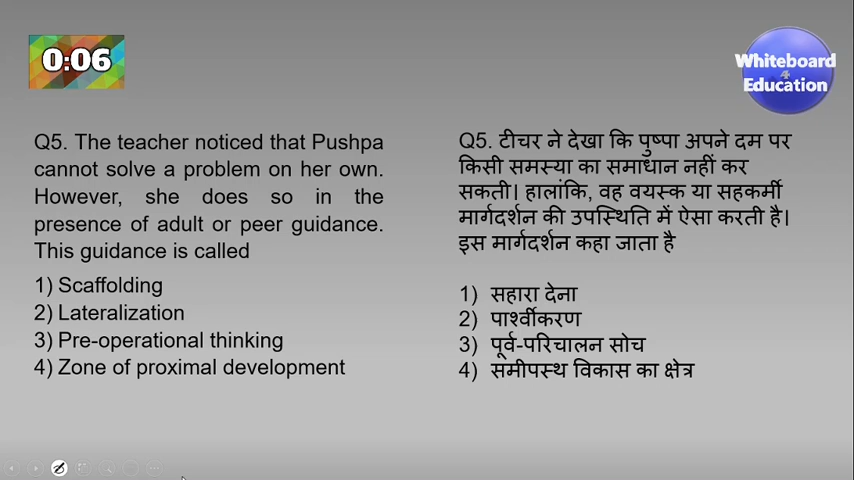 0:06
Whiteboard
4
Education
Q5. The teacher noticed that Pushpa
cannot solve a problem on her own.
However, she does so in the
presence of adult or peer guidance.
This guidance is called
1) Scaffolding
2) Lateralization
3) Pre-operational thinking
4) Zone of proximal development
Q5. टीचर ने देखा कि पुष्पा अपने दम पर
किसी समस्या का समाधान नहीं कर
सकती। हालांकि, वह वयस्क या सहकर्मी
मार्गदर्शन की उपस्थिति में ऐसा करती है।
इस मार्गदर्शन कहा जाता है
1) सहारा देना
2) पार्श्वीकरण
3) पूर्व-परिचालन सोच
4) समीपस्थ विकास का क्षेत्र